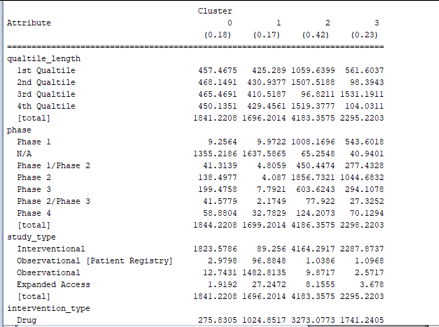 Cluster
Attribute 0 1 2 3
(0.18) (0.17) (0.42) (0.23)
qualtile_length
1st Qualtile 457.4675 425.289 1059.6399 561.6037
2nd Qualtile 468.1491 430.9377 1507.5188 98.3943
3rd Qualtile 465.4691 410.5187 96.8211 1531.1911
4th Qualtile 450.1351 429.4561 1519.3777 104.0311
[total] 1841.2208 1696.2014 4183.3575 2295.2203
phase
Phase 1 9.2564 9.9722 1008.1696 543.6018
N/A 1355.2186 1637.5865 65.2548 40.9401
Phase 1/Phase 2 41.3139 4.8059 450.4474 277.4328
Phase 2 138.4977 4.087 1856.7321 1044.6832
Phase 3 199.4758 7.7921 603.6243 294.1078
Phase 2/Phase 3 41.5779 2.1749 77.922 27.3252
Phase 4 58.8804 32.7829 124.2073 70.1294
[total] 1844.2208 1699.2014 4186.3575 2298.2203
study_type
Interventional 1823.5786 89.256 4164.2917 2287.8737
Observational [Patient Registry] 2.9798 96.8848 1.0386 1.0968
Observational 12.7431 1482.8135 9.8717 2.5717
Expanded Access 1.9192 27.2472 8.1555 3.678
[total] 1841.2208 1696.2014 4183.3575 2295.2203
intervention_type
Drug 275.8305 1024.8517 3273.0773 1741.2405